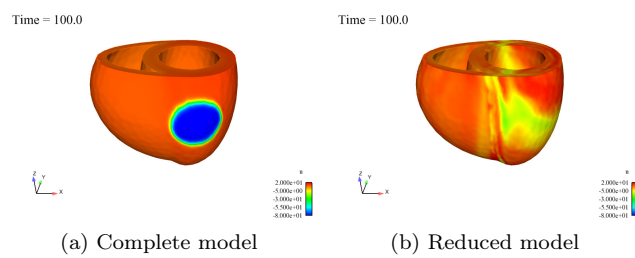 Time = 100.0
Time = 100.0
Z
Y
X
u
2.000e+01
-5.000e+00
-3.000e+01
-5.500e+01
-8.000e+01
Z
Y
X
u
2.000e+01
-5.000e+00
-3.000e+01
-5.500e+01
-8.000e+01
(a) Complete model
(b) Reduced model